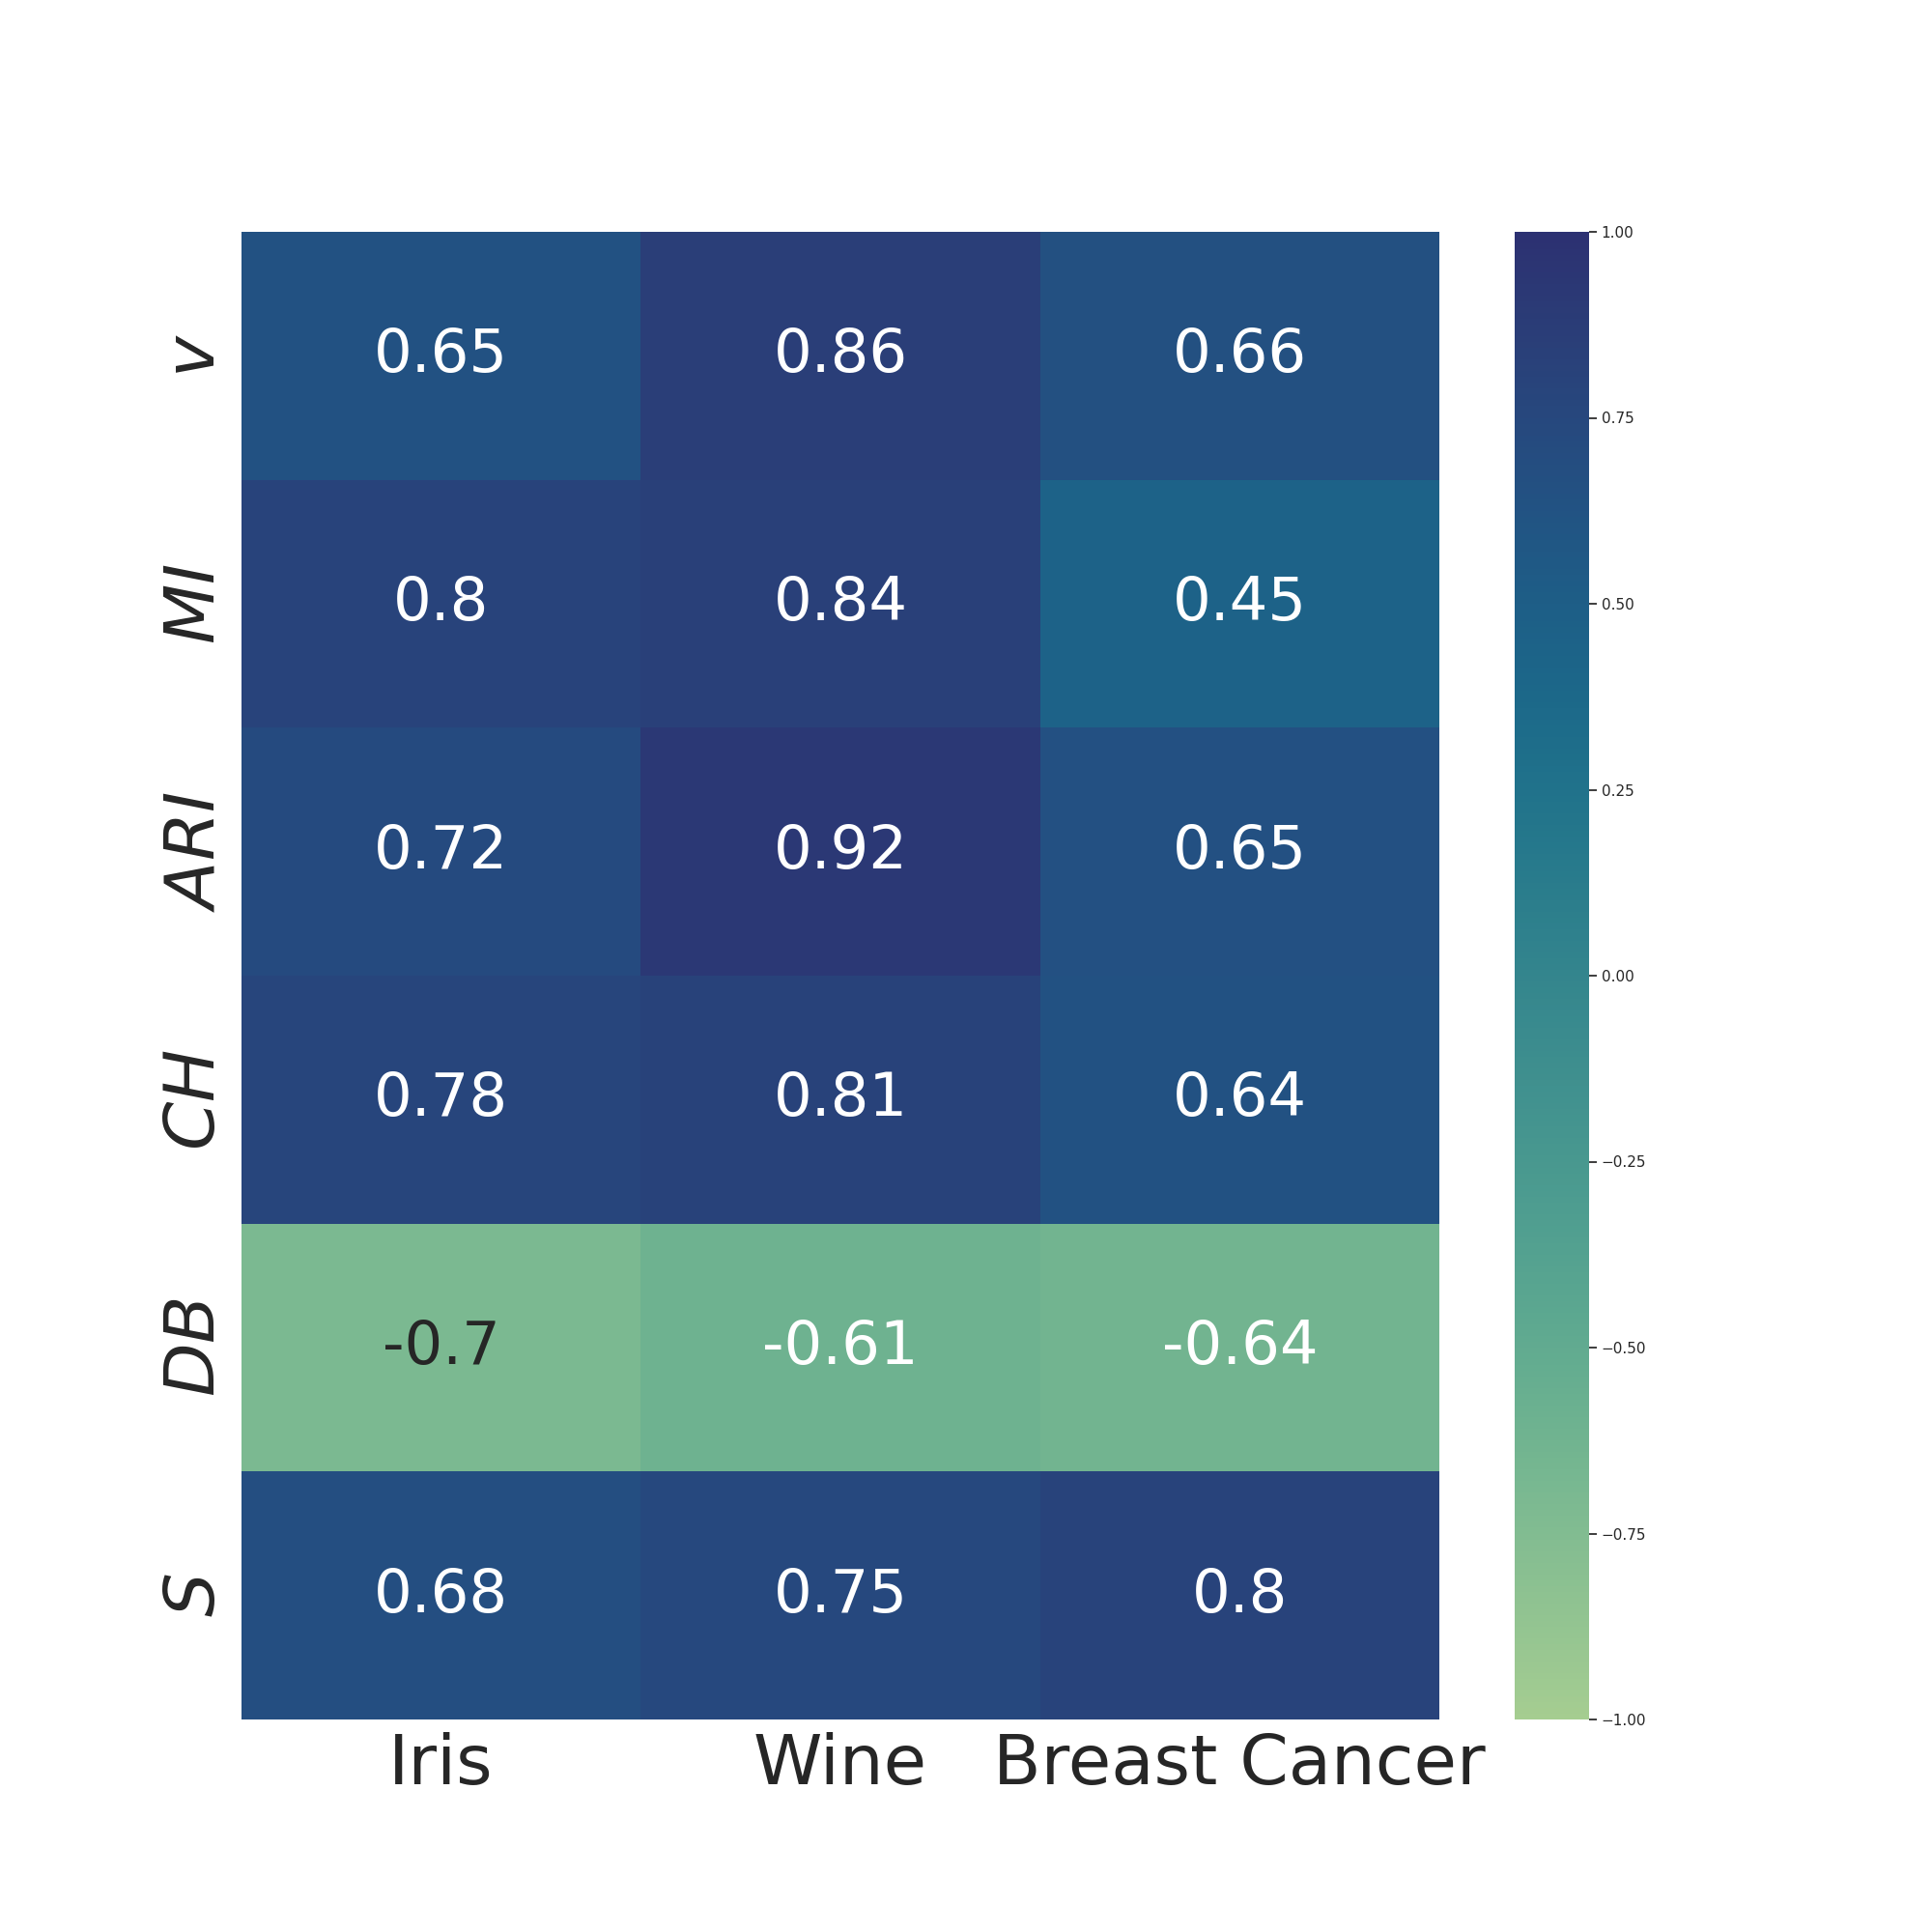 v 0.65 0.86 0.66
MI 0.8 0.84 0.45
ARI 0.72 0.92 0.65
CH 0.78 0.81 0.64
DB -0.7 -0.61 -0.64
S 0.68 0.75 0.8
Iris Wine Breast Cancer
1.00
0.75
0.50
0.25
0.00
−0.25
−0.50
−0.75
−1.00